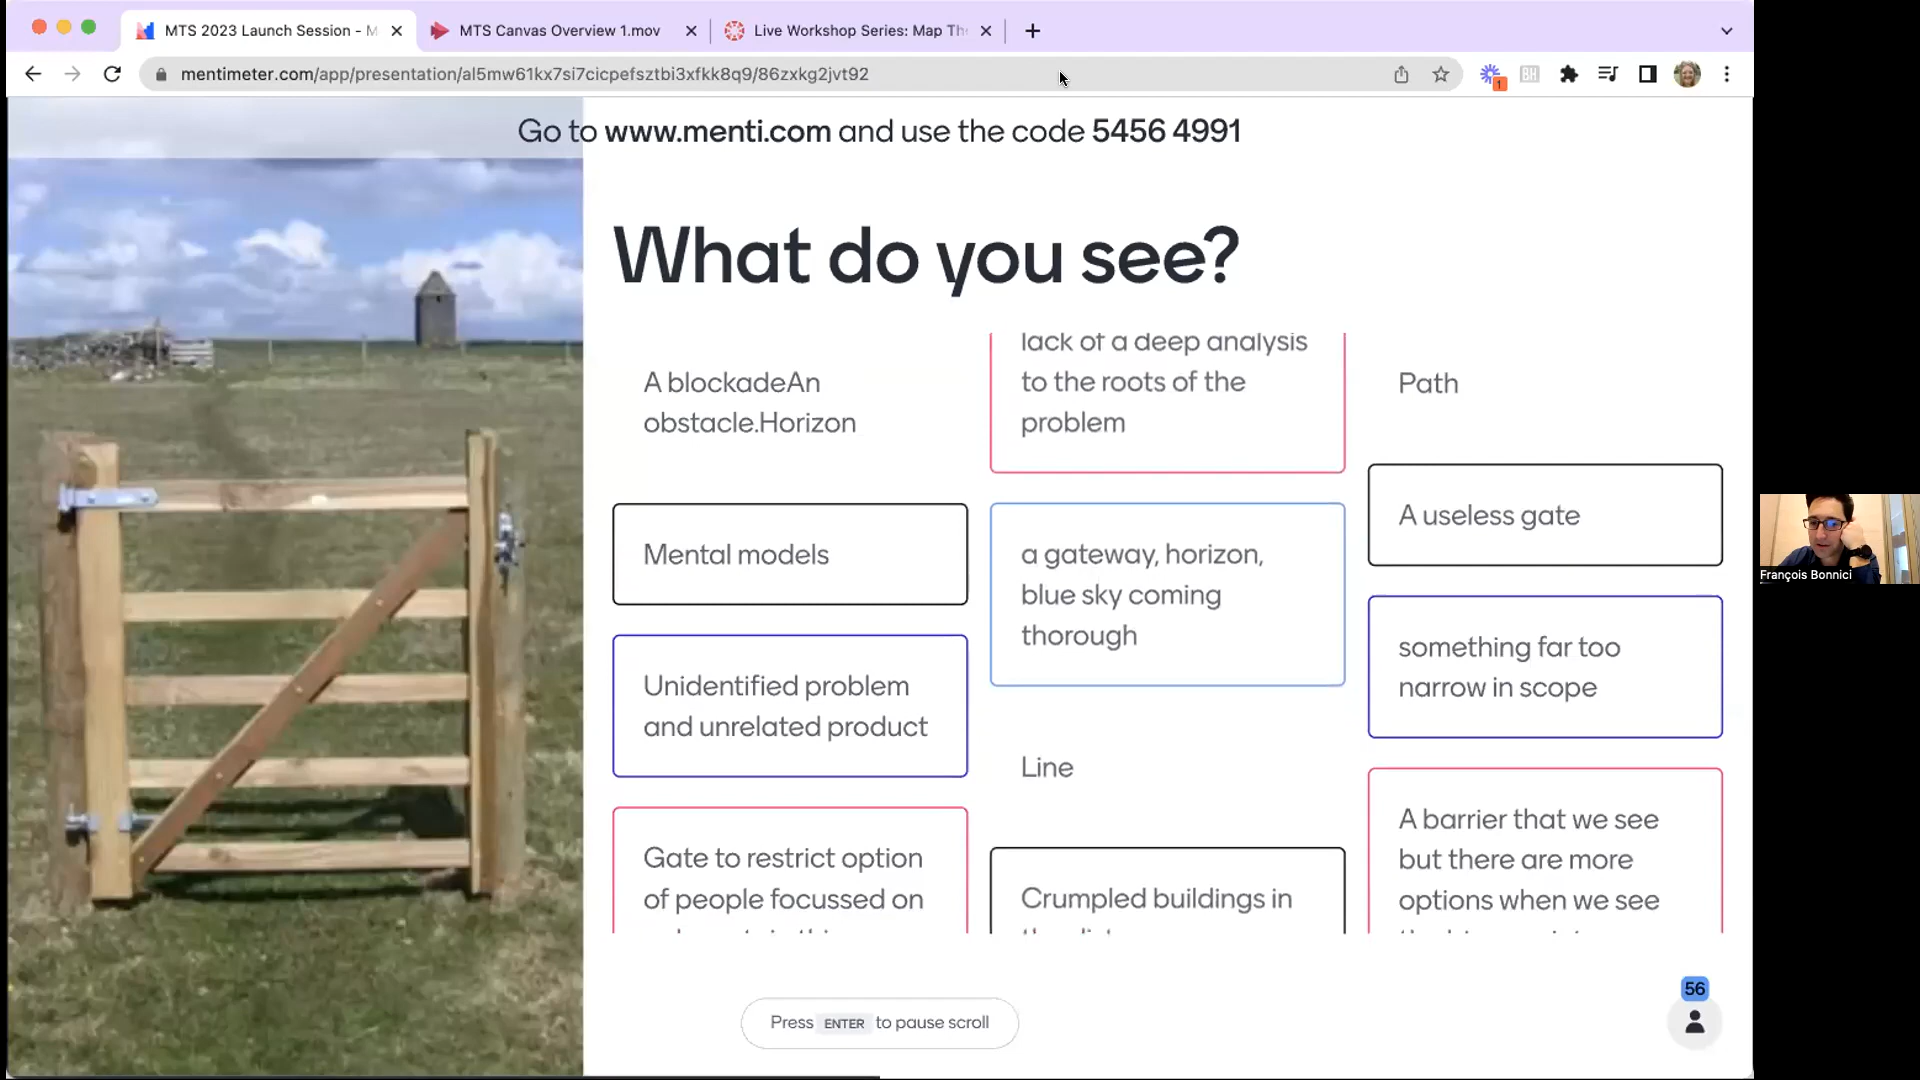 MTS 2023 Launch Session - M
MTS Canvas Overview 1.mov
Live Workshop Series: Map Th
mentimeter.com/app/presentation/al5mw61kx7si7cicpefsztbi3xfkk8q9/86zxkg2jvt92
BH
1
Go to www.menti.com and use the code 5456 4991
What do you see?
A blockadeAn
obstacle.Horizon
Mental models
Unidentified problem
and unrelated product
Gate to restrict option
of people focussed on
lack of a deep analysis
to the roots of the
problem
a gateway, horizon,
blue sky coming
thorough
Line
Crumpled buildings in
Path
A useless gate
something far too
narrow in scope
A barrier that we see
but there are more
options when we see
56
Press ENTER to pause scroll
François Bonnici